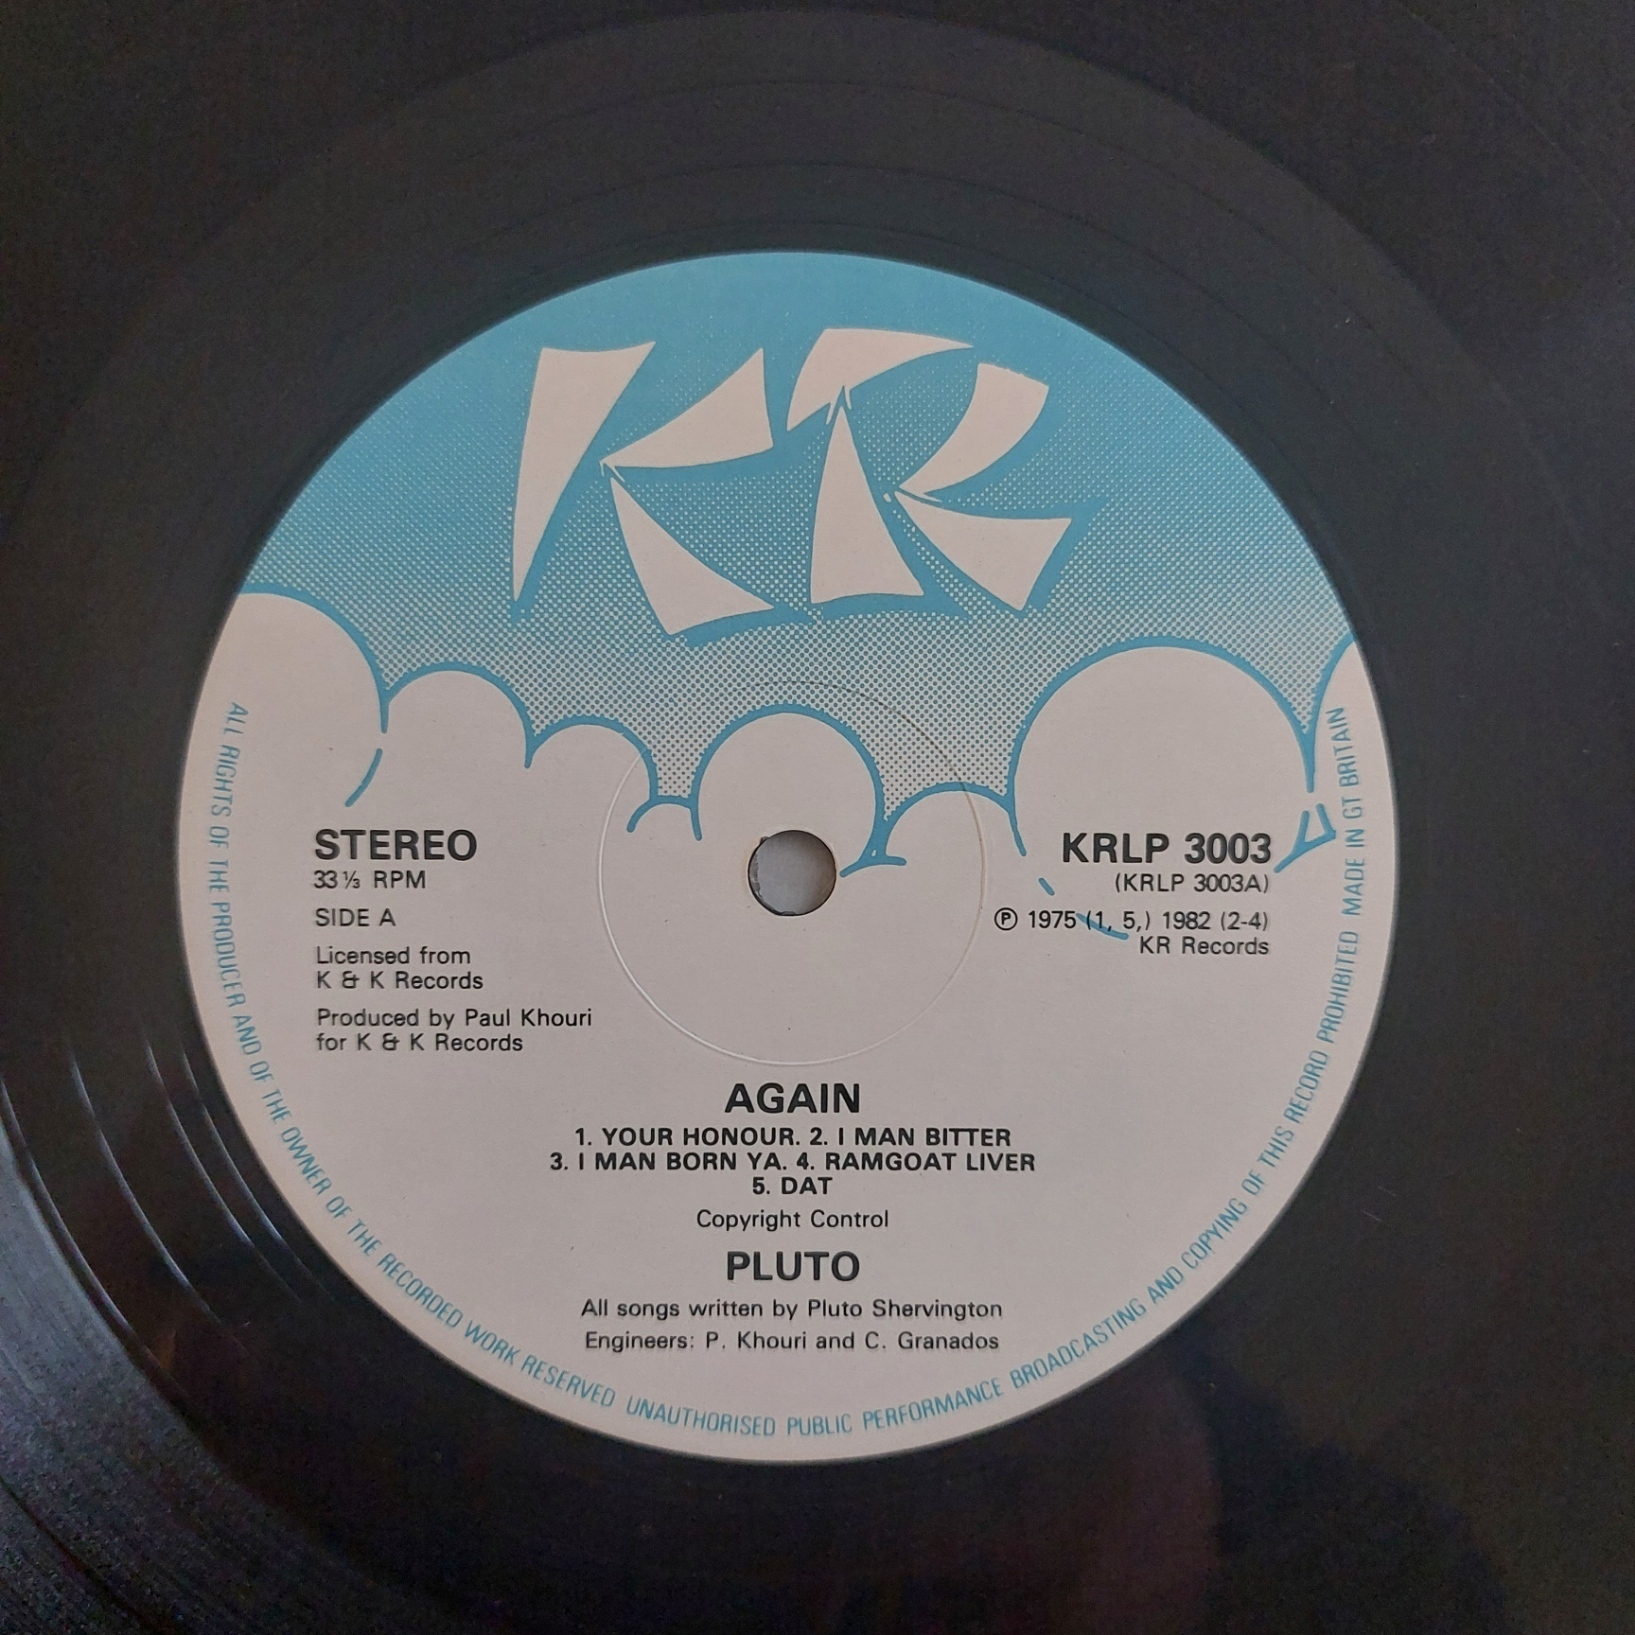 KR
STEREO
33⅓ RPM
SIDE A
Licensed from
K & K Records
Produced by Paul Khouri
for K & K Records
KRLP 3003
(KRLP 3003A)
℗ 1975 (1, 5,) 1982 (2-4)
KR Records
AGAIN
1. YOUR HONOUR. 2. I MAN BITTER
3. I MAN BORN YA. 4. RAMGOAT LIVER
5. DAT
Copyright Control
PLUTO
All songs written by Pluto Shervington
Engineers: P. Khouri and C. Granados
ALL RIGHTS OF THE PRODUCER AND OF THE OWNER OF THE RECORDED WORK RESERVED UNAUTHORISED PUBLIC PERFORMANCE BROADCASTING AND COPYING OF THIS RECORD PROHIBITED MADE IN GT BRITAIN